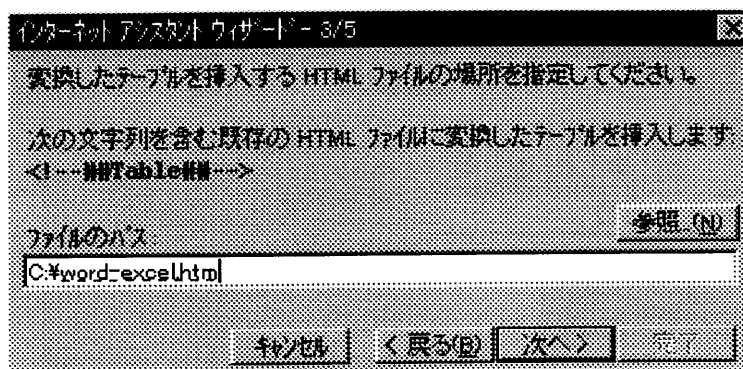 インターネット アシスタント ウィザード - 3/5
変換したテーブルを挿入する HTML ファイルの場所を指定してください。
次の文字列を含む既存の HTML ファイルに変換したテーブルを挿入します:
<!--##Table##-->
参照..(N)
ファイルのパス:
C:¥word-excel.htm
キャンセル
< 戻る(B)
次へ >
完了